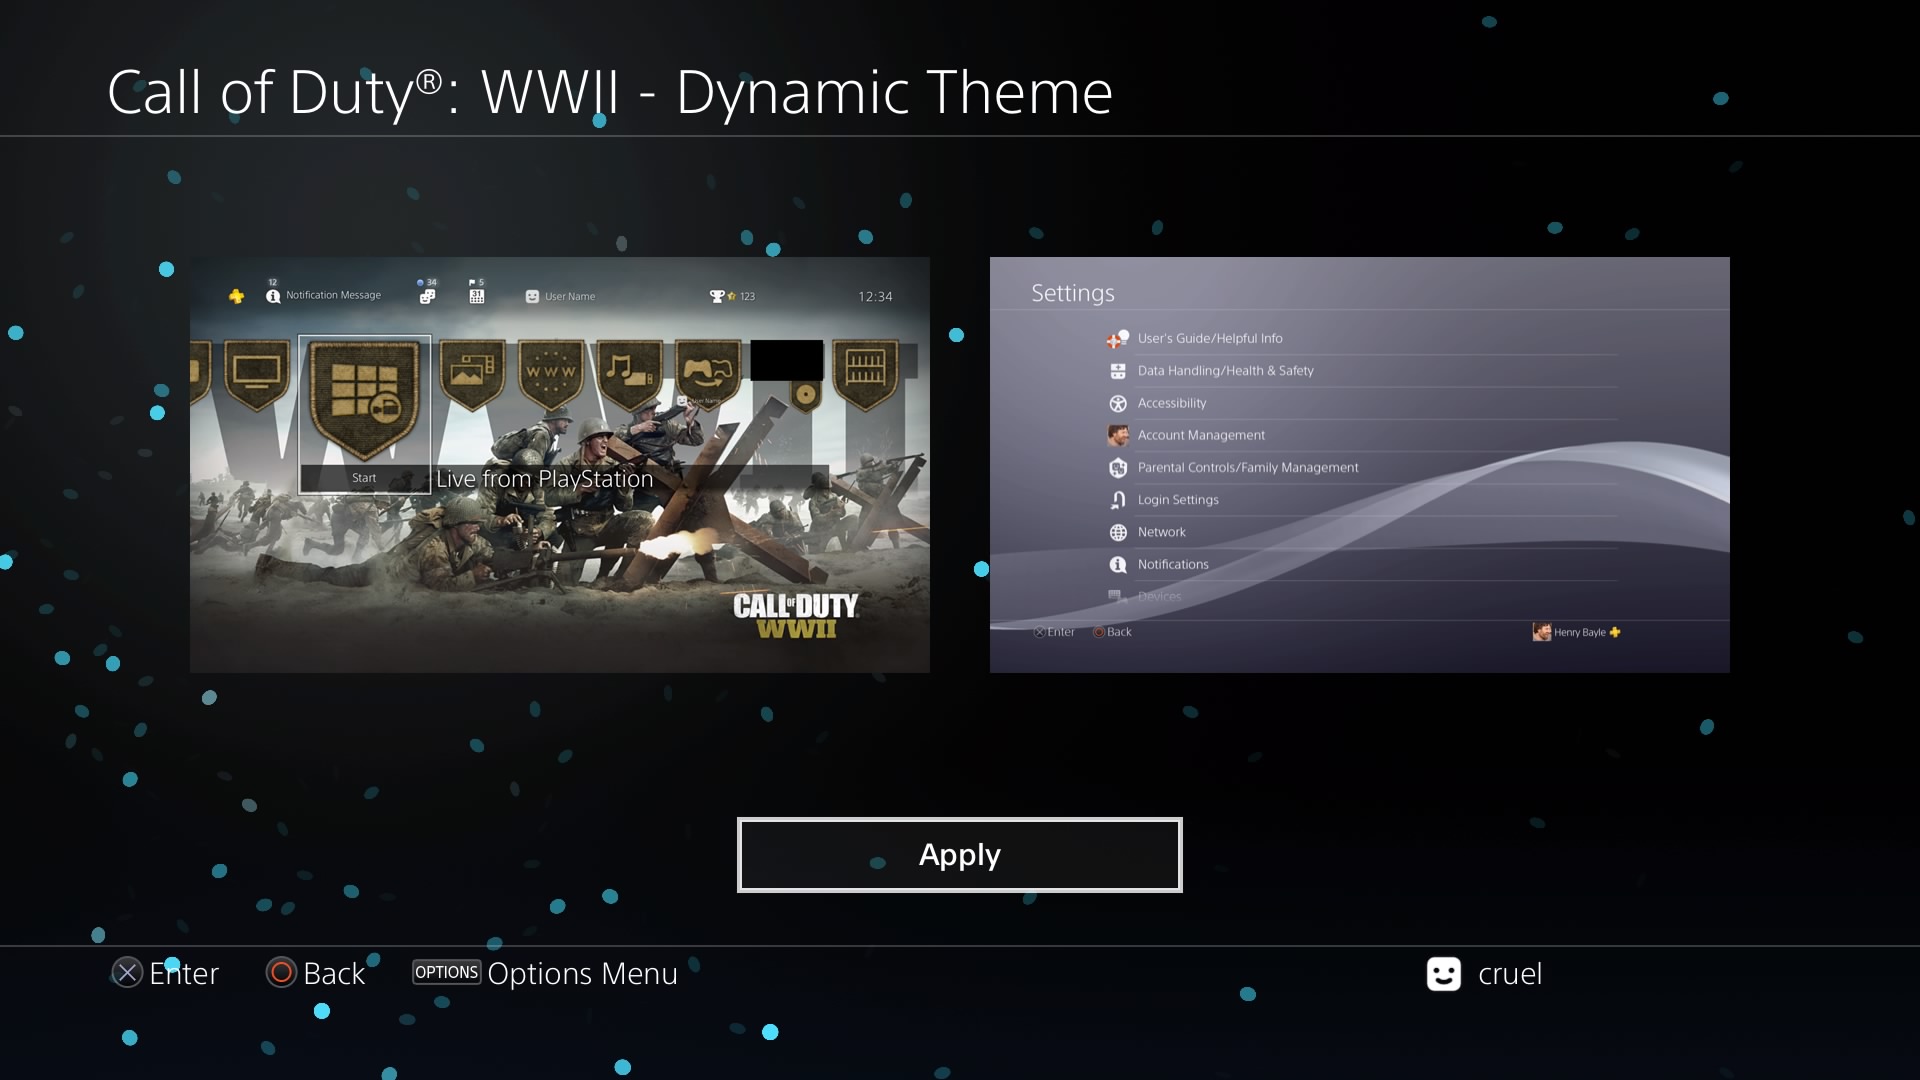 Call of Duty®: WWII - Dynamic Theme
12
Notification Message
34
5
31
User Name
123
12:34
WWW
User Name
Start
Live from PlayStation
CALL OF DUTY
WWII
Settings
User's Guide/Helpful Info
Data Handling/Health & Safety
Accessibility
Account Management
Parental Controls/Family Management
Login Settings
Network
Notifications
Devices
Enter Back
Henry Bayle
Apply
Enter Back OPTIONS Options Menu
cruel